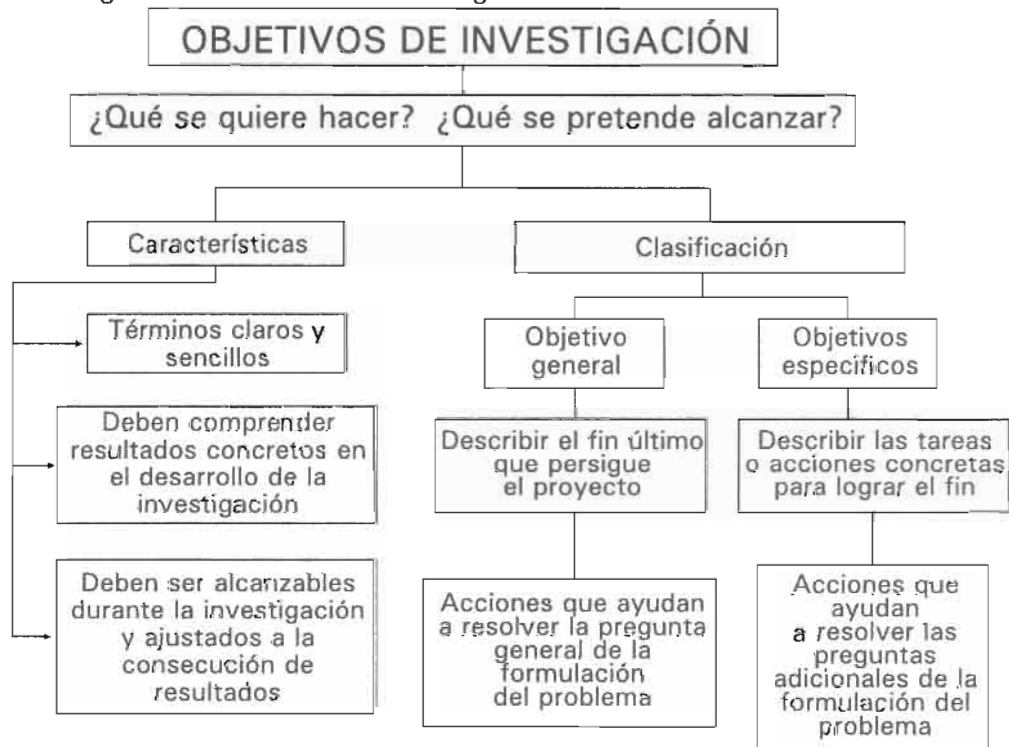 OBJETIVOS DE INVESTIGACIÓN
¿Qué se quiere hacer? ¿Qué se pretende alcanzar?
Características
Términos claros y
sencillos
Deben comprender
resultados concretos en
el desarrollo de la
investigación
Deben ser alcanzables
durante la investigación
y ajustados a la
consecución de
resultados
Clasificación
Objetivo
general
Describir el fin último
que persigue
el proyecto
Acciones que ayudan
a resolver la pregunta
general de la
formulación
del problema
Objetivos
específicos
Describir las tareas
o acciones concretas
para lograr el fin
Acciones que
ayudan
a resolver las
preguntas
adicionales de la
formulación del
problema